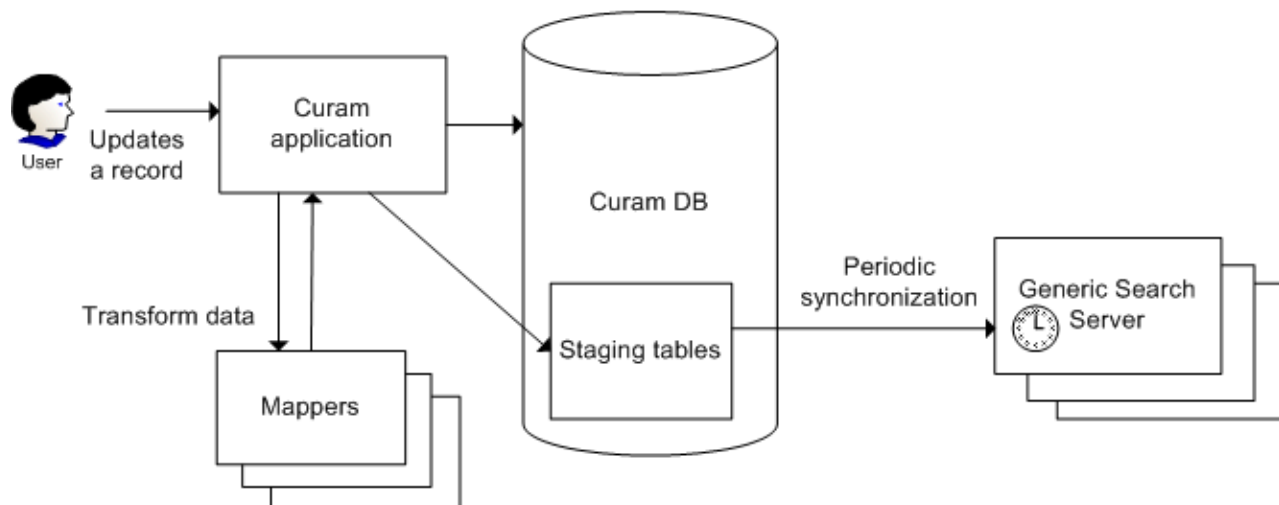 User
Updates
a record
Curam
application
Transform data
Mappers
Curam DB
Staging tables
Periodic
synchronization
Generic Search
Server